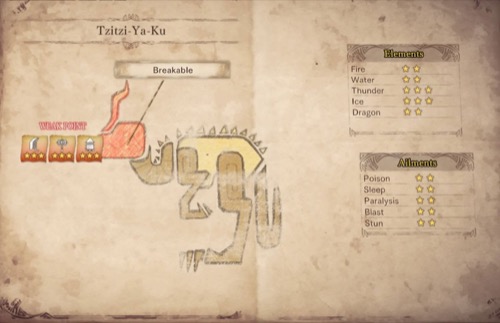 Tzitzi-Ya-Ku
Breakable
WEAK POINT
Elements
Fire
Water
Thunder
Ice
Dragon
Ailments
Poison
Sleep
Paralysis
Blast
Stun